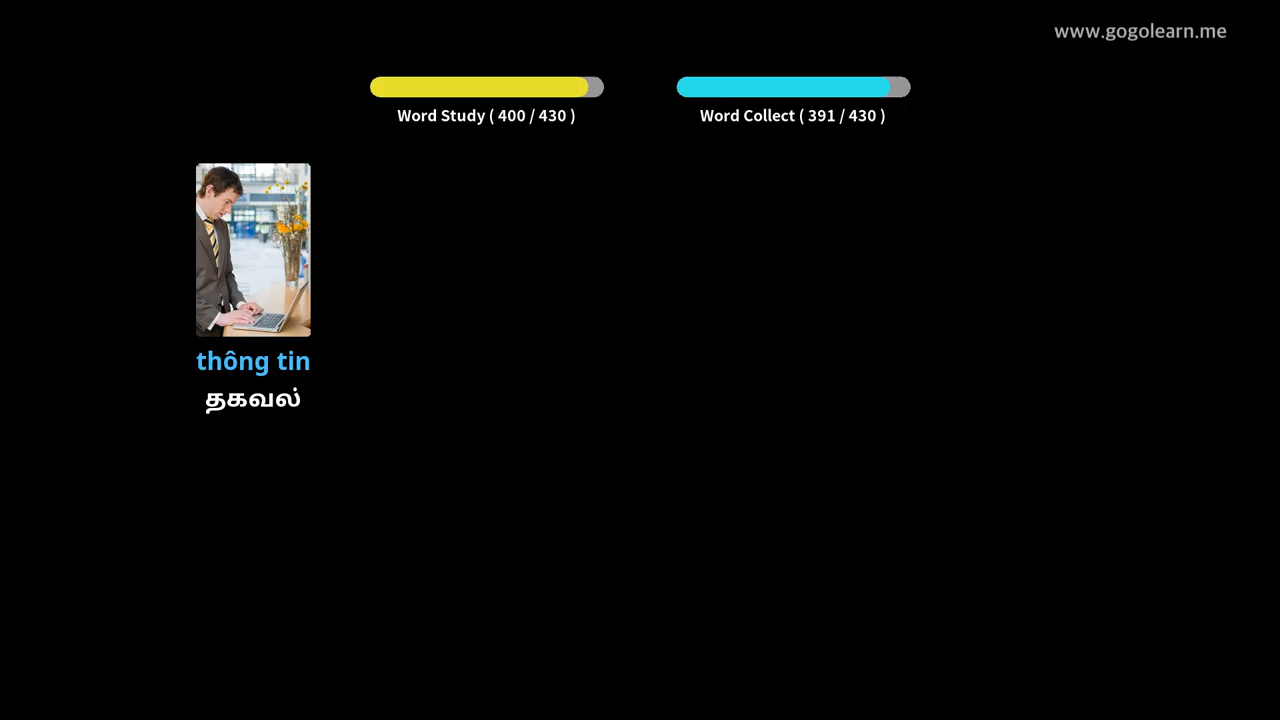 www.gogolearn.me
Word Study ( 400 / 430 )
Word Collect ( 391 / 430 )
thông tin
தகவல்